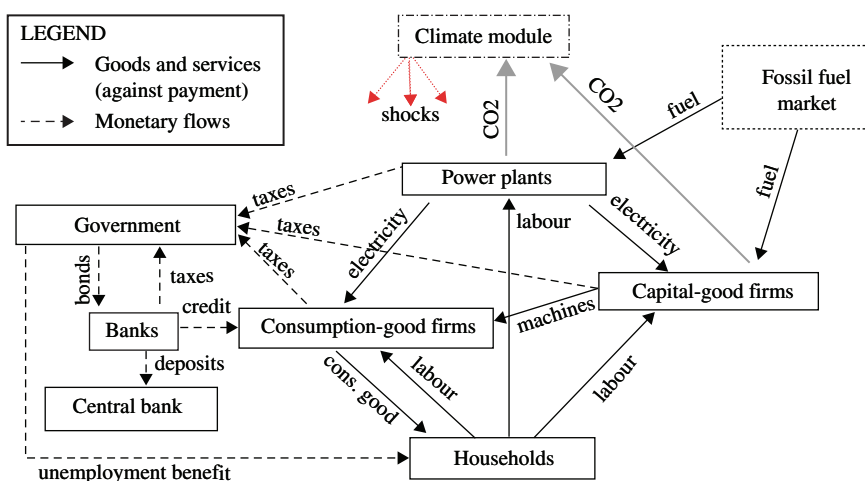 LEGEND
Goods and services
(against payment)
Monetary flows
Climate module
shocks
CO2
CO2
Fossil fuel
market
fuel
fuel
Power plants
taxes
Government
taxes
electricity
labour
electricity
bonds
taxes
taxes
credit
Banks
Consumption-good firms
machines
Capital-good firms
deposits
Central bank
cons. good
labour
labour
Households
unemployment benefit